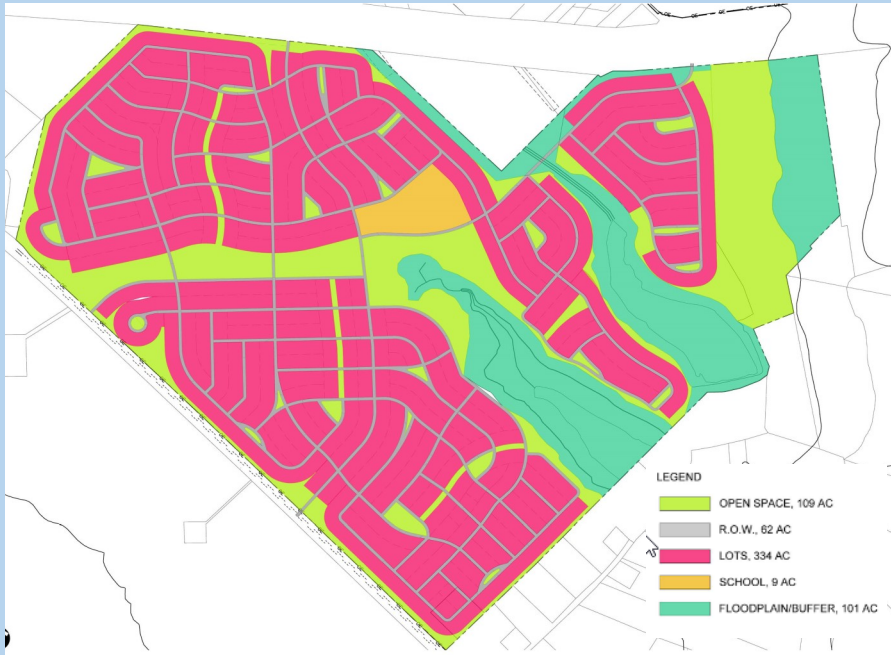 LEGEND
OPEN SPACE, 109 AC
R.O.W., 62 AC
LOTS, 334 AC
SCHOOL, 9 AC
FLOODPLAIN/BUFFER, 101 AC